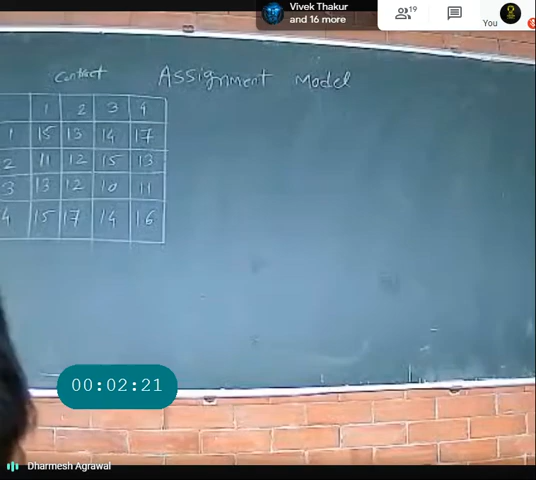 Vivek Thakur
and 16 more
19
You
Contact Assignment Model
1 2 3 4
1 15 13 14 17
2 11 12 15 13
3 13 12 10 11
4 15 17 14 16
00:02:21
Dharmesh Agrawal